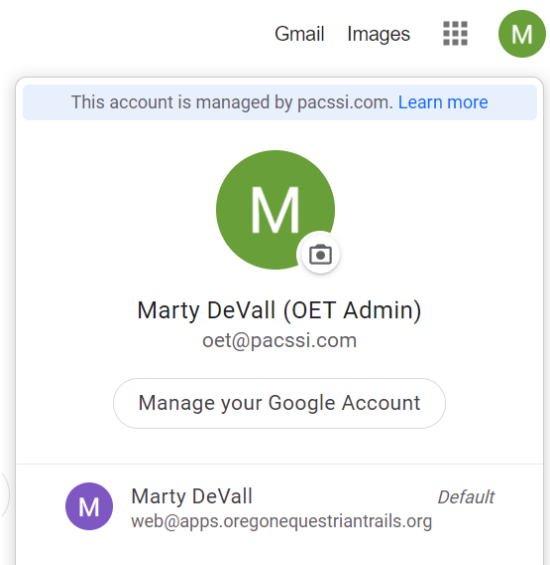 Gmail Images M
This account is managed by pacssi.com. Learn more
M
Marty DeVall (OET Admin)
oet@pacssi.com
Manage your Google Account
M Marty DeVall Default
web@apps.oregonequestriantrails.org